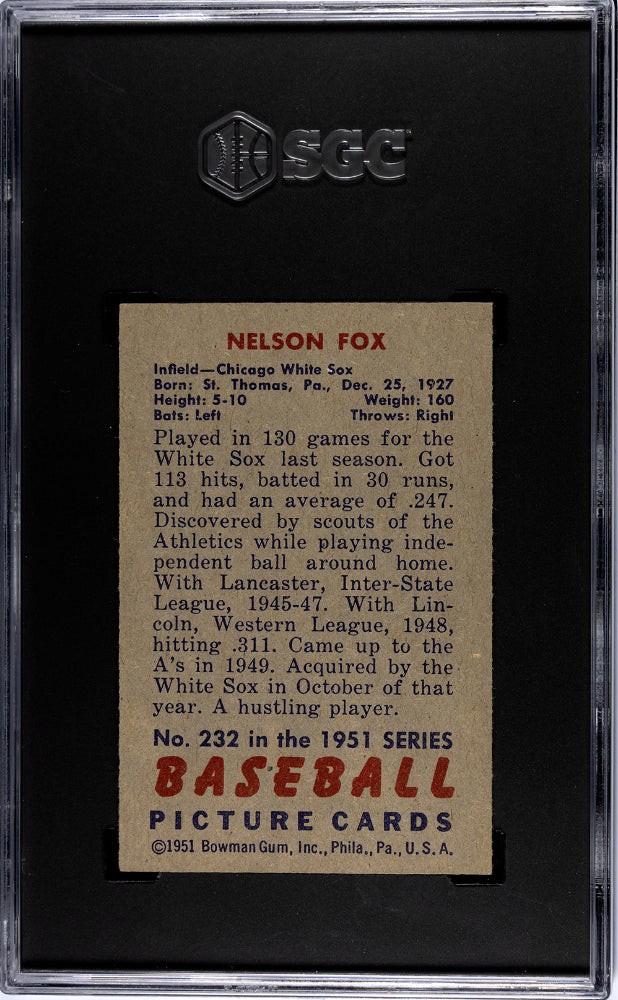 SGC
NELSON FOX
Infield—Chicago White Sox
Born: St. Thomas, Pa., Dec. 25, 1927
Height: 5-10 Weight: 160
Bats: Left Throws: Right
Played in 130 games for the
White Sox last season. Got
113 hits, batted in 30 runs,
and had an average of .247.
Discovered by scouts of the
Athletics while playing inde-
pendent ball around home.
With Lancaster, Inter-State
League, 1945-47. With Lin-
coln, Western League, 1948,
hitting .311. Came up to the
A's in 1949. Acquired by the
White Sox in October of that
year. A hustling player.
No. 232 in the 1951 SERIES
BASEBALL
PICTURE CARDS
©1951 Bowman Gum, Inc., Phila., Pa., U.S.A.